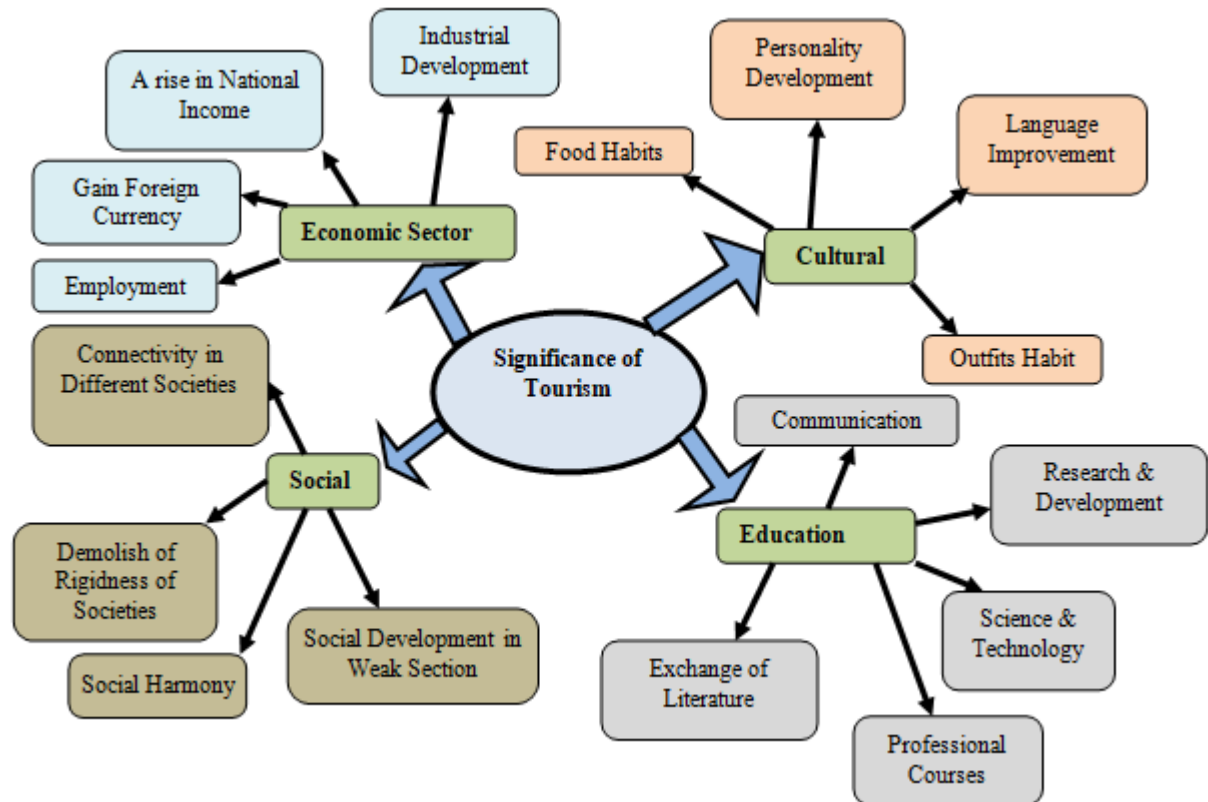 Industrial
Development
A rise in National
Income
Gain Foreign
Currency
Economic Sector
Employment
Personality
Development
Language
Improvement
Food Habits
Cultural
Outfits Habit
Significance of
Tourism
Connectivity in
Different Societies
Social
Demolish of
Rigidness of
Societies
Social Harmony
Social Development in
Weak Section
Communication
Research &
Development
Education
Science &
Technology
Exchange of
Literature
Professional
Courses